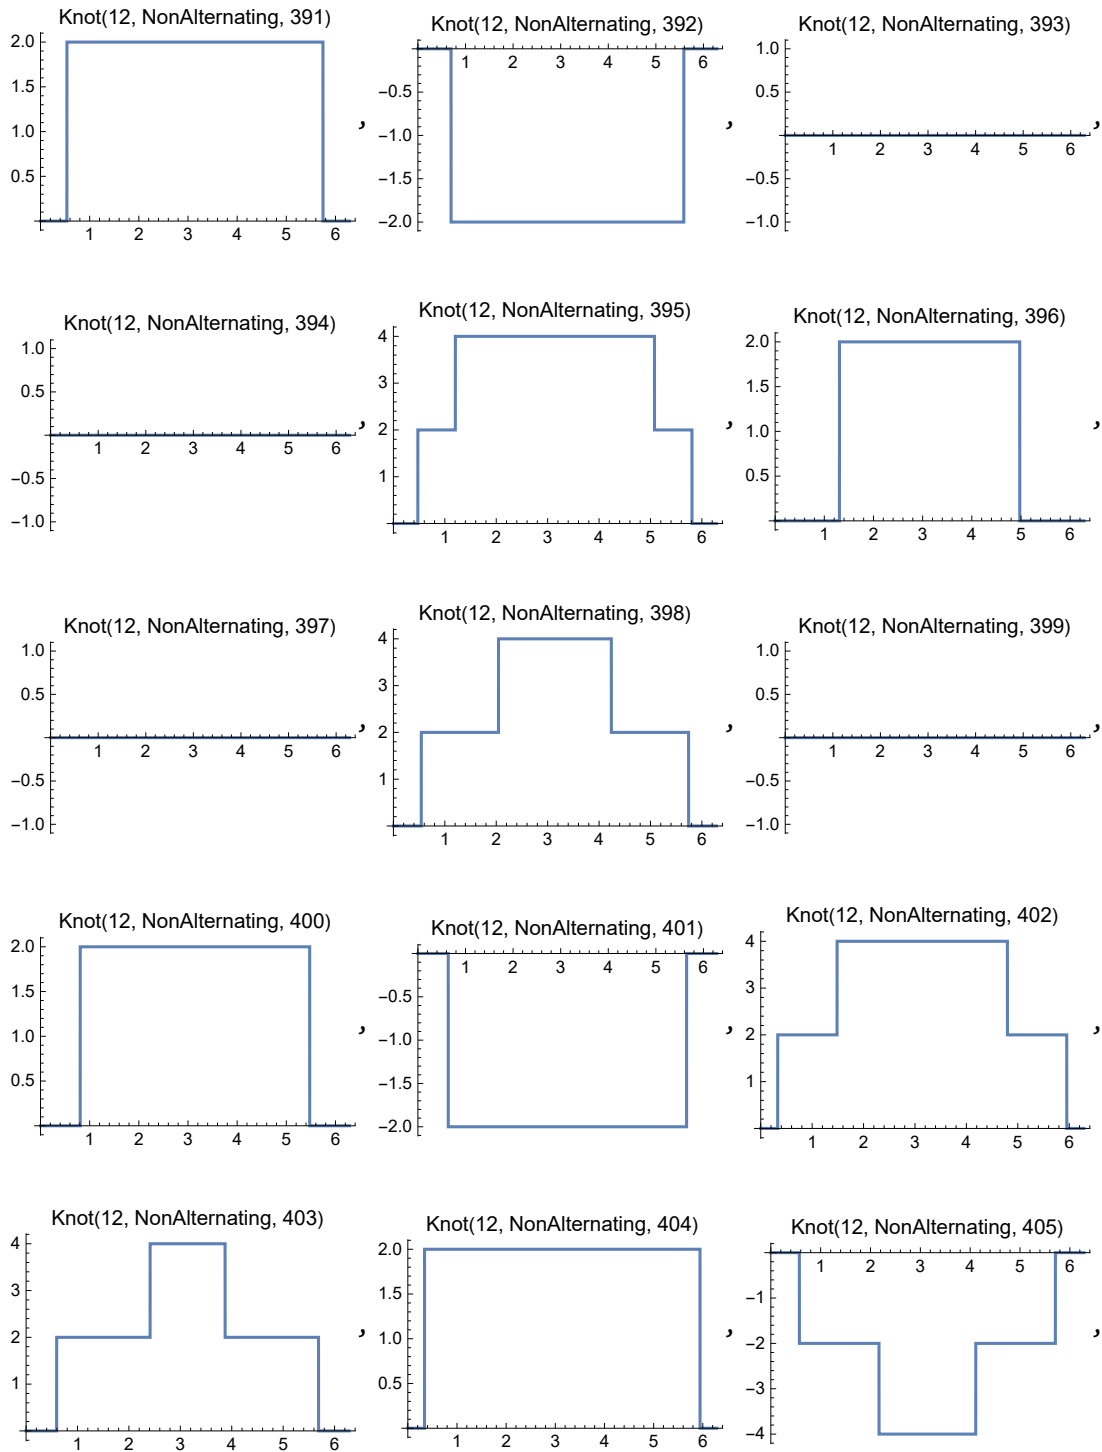 Knot(12, NonAlternating, 391)
2.0
1.5
1.0
0.5
1 2 3 4 5 6
,
Knot(12, NonAlternating, 392)
1 2 3 4 5 6
−0.5
−1.0
−1.5
−2.0
,
Knot(12, NonAlternating, 393)
1.0
0.5
1 2 3 4 5 6
−0.5
−1.0
,
Knot(12, NonAlternating, 394)
1.0
0.5
1 2 3 4 5 6
−0.5
−1.0
,
Knot(12, NonAlternating, 395)
4
3
2
1
1 2 3 4 5 6
,
Knot(12, NonAlternating, 396)
2.0
1.5
1.0
0.5
1 2 3 4 5 6
,
Knot(12, NonAlternating, 397)
1.0
0.5
1 2 3 4 5 6
−0.5
−1.0
,
Knot(12, NonAlternating, 398)
4
3
2
1
1 2 3 4 5 6
,
Knot(12, NonAlternating, 399)
1.0
0.5
1 2 3 4 5 6
−0.5
−1.0
,
Knot(12, NonAlternating, 400)
2.0
1.5
1.0
0.5
1 2 3 4 5 6
,
Knot(12, NonAlternating, 401)
1 2 3 4 5 6
−0.5
−1.0
−1.5
−2.0
,
Knot(12, NonAlternating, 402)
4
3
2
1
1 2 3 4 5 6
,
Knot(12, NonAlternating, 403)
4
3
2
1
1 2 3 4 5 6
,
Knot(12, NonAlternating, 404)
2.0
1.5
1.0
0.5
1 2 3 4 5 6
,
Knot(12, NonAlternating, 405)
1 2 3 4 5 6
−1
−2
−3
−4
,